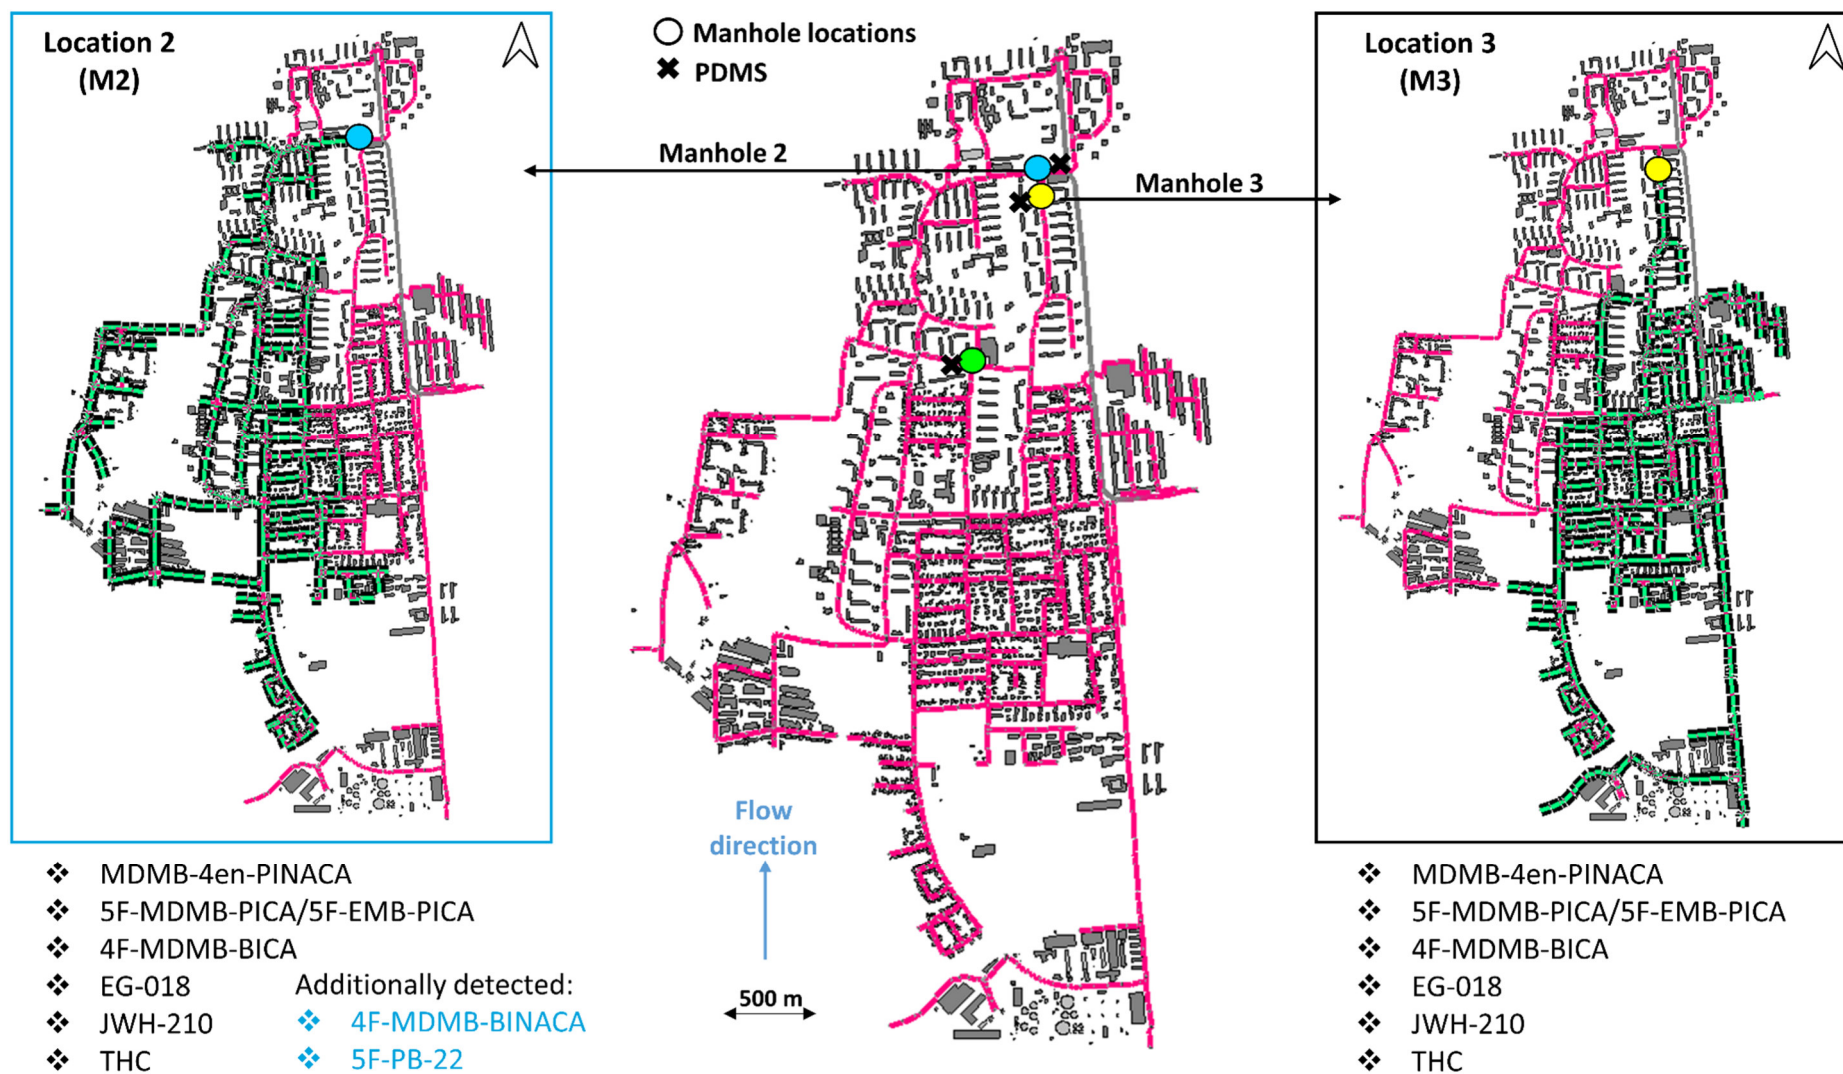 Location 2
(M2)
Manhole locations
PDMS
Location 3
(M3)
Manhole 2
Manhole 3
Flow
direction
500 m
MDMB-4en-PINACA
5F-MDMB-PICA/5F-EMB-PICA
4F-MDMB-BICA
EG-018
JWH-210
THC
Additionally detected:
4F-MDMB-BINACA
5F-PB-22
MDMB-4en-PINACA
5F-MDMB-PICA/5F-EMB-PICA
4F-MDMB-BICA
EG-018
JWH-210
THC